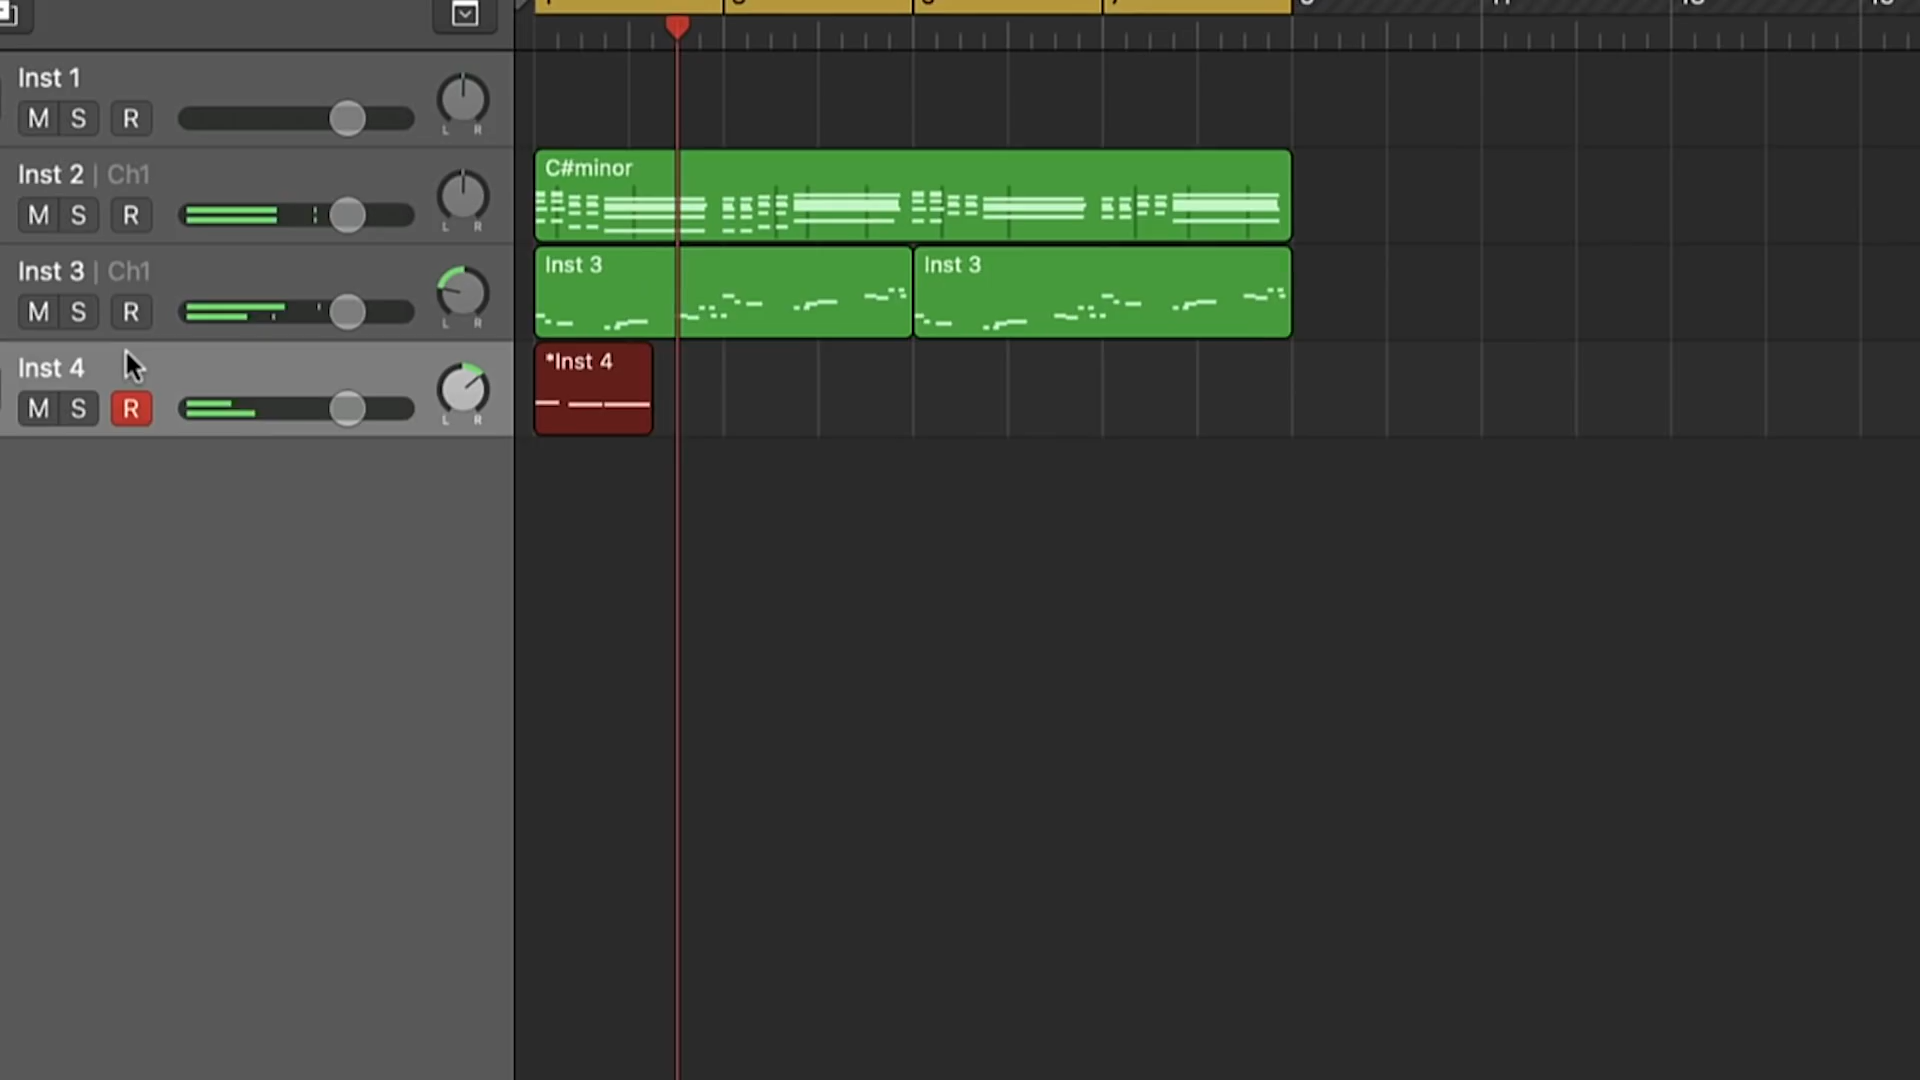 Inst 1
M S R
L R
Inst 2 | Ch1
M S R
L R
C#minor
Inst 3 | Ch1
M S R
L R
Inst 3
Inst 3
Inst 4
M S R
L R
*Inst 4